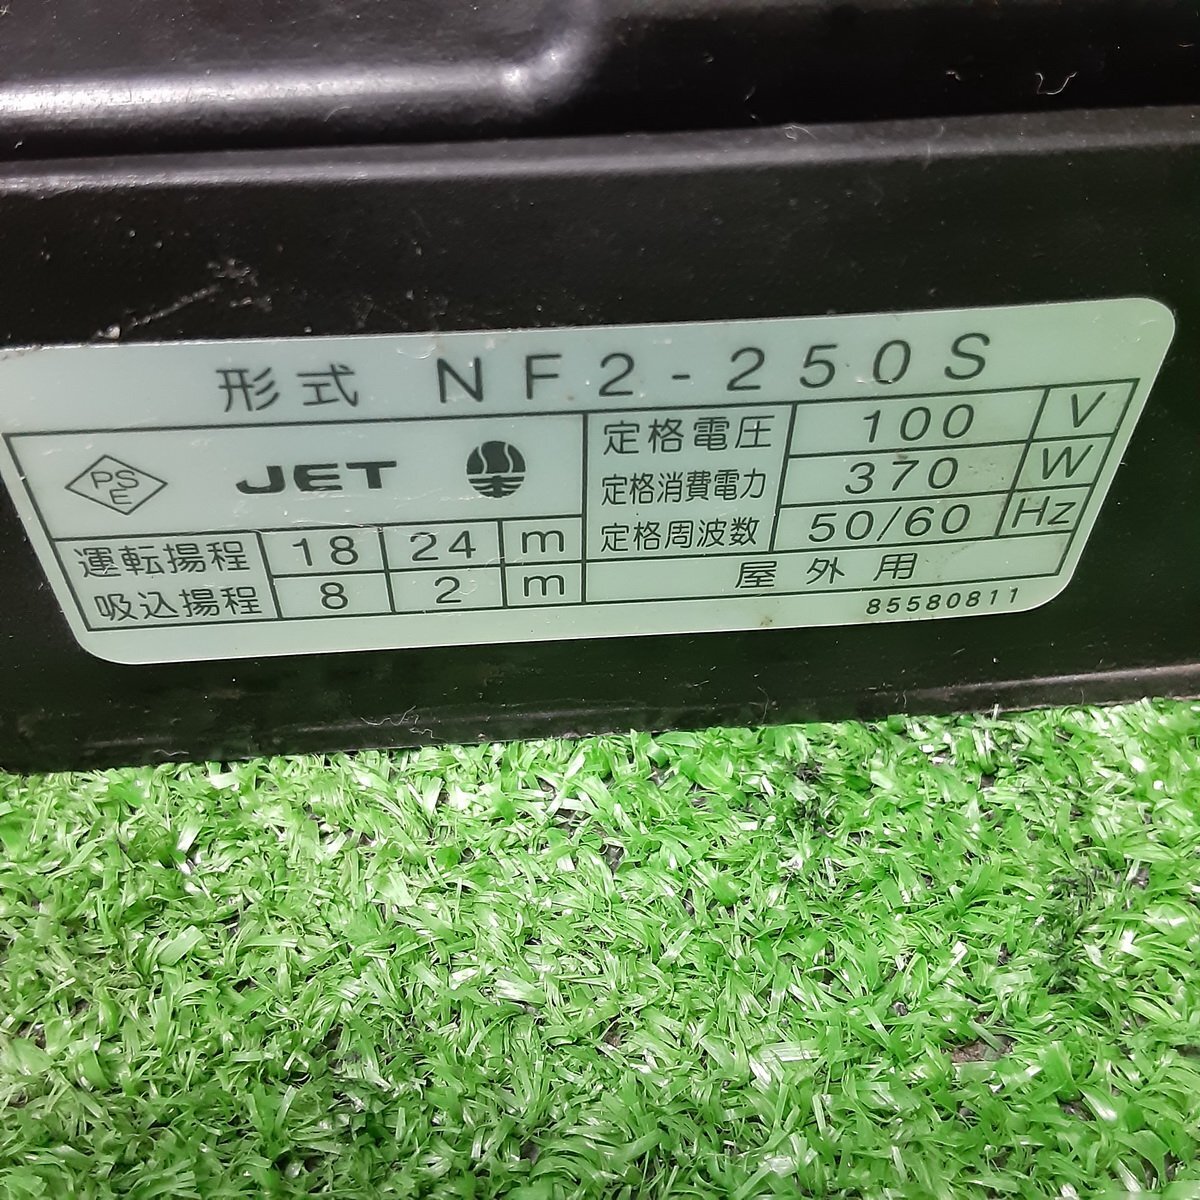 形式 NF2-250S
PSE JET
定格電圧 100 V
定格消費電力 370 W
定格周波数 50/60 Hz
運転揚程 18 24 m
吸込揚程 8 2 m
屋外用
85580811